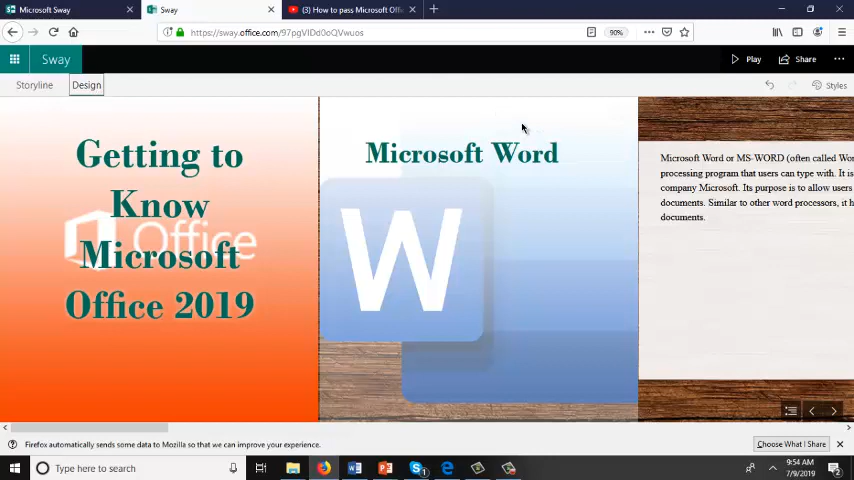 Microsoft Sway
Sway
(3) How to pass Microsoft Offi
https://sway.office.com/97pgVIDd0oQVwuos
90%
Sway
Play
Share
Storyline
Design
Styles
Getting to
Know
Microsoft
Office 2019
Office
Microsoft Word
W
Microsoft Word or MS-WORD (often called Wor
processing program that users can type with. It is
company Microsoft. Its purpose is to allow users
documents. Similar to other word processors, it h
documents.
Firefox automatically sends some data to Mozilla so that we can improve your experience.
Choose What I Share
Type here to search
9:54 AM
7/9/2019